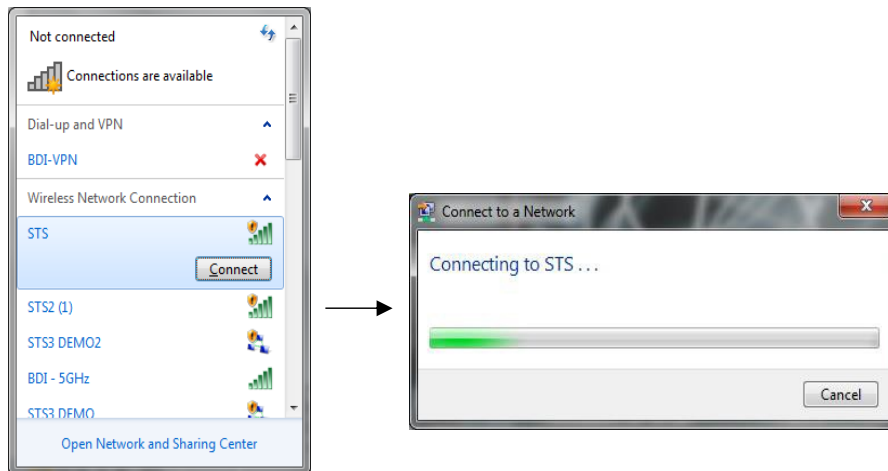 Not connected
Connections are available
Dial-up and VPN
BDI-VPN
Wireless Network Connection
STS
Connect
STS2 (1)
STS3 DEMO2
BDI - 5GHz
STS3 DEMO
Open Network and Sharing Center
Connect to a Network
Connecting to STS . . .
Cancel